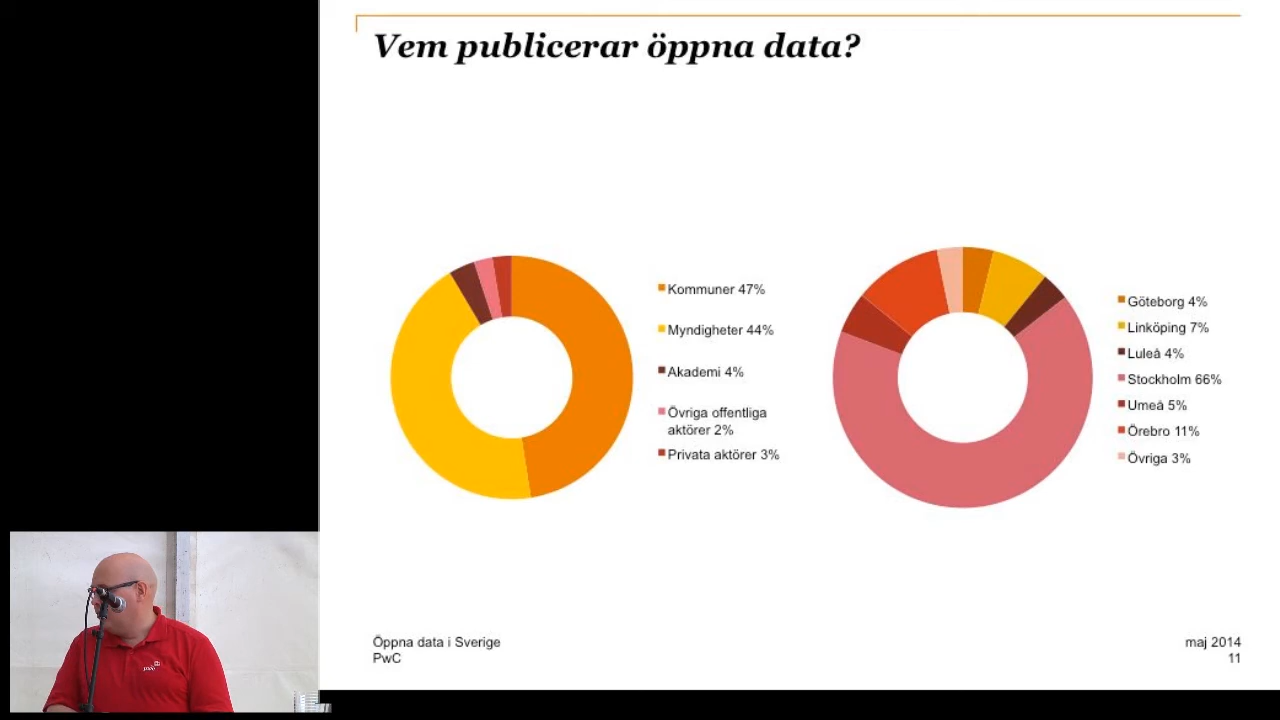 Vem publicerar öppna data?
Kommuner 47%
Myndigheter 44%
Akademi 4%
Övriga offentliga
aktörer 2%
Privata aktörer 3%
Göteborg 4%
Linköping 7%
Luleå 4%
Stockholm 66%
Umeå 5%
Örebro 11%
Övriga 3%
Öppna data i Sverige
PwC
maj 2014
11
pwc